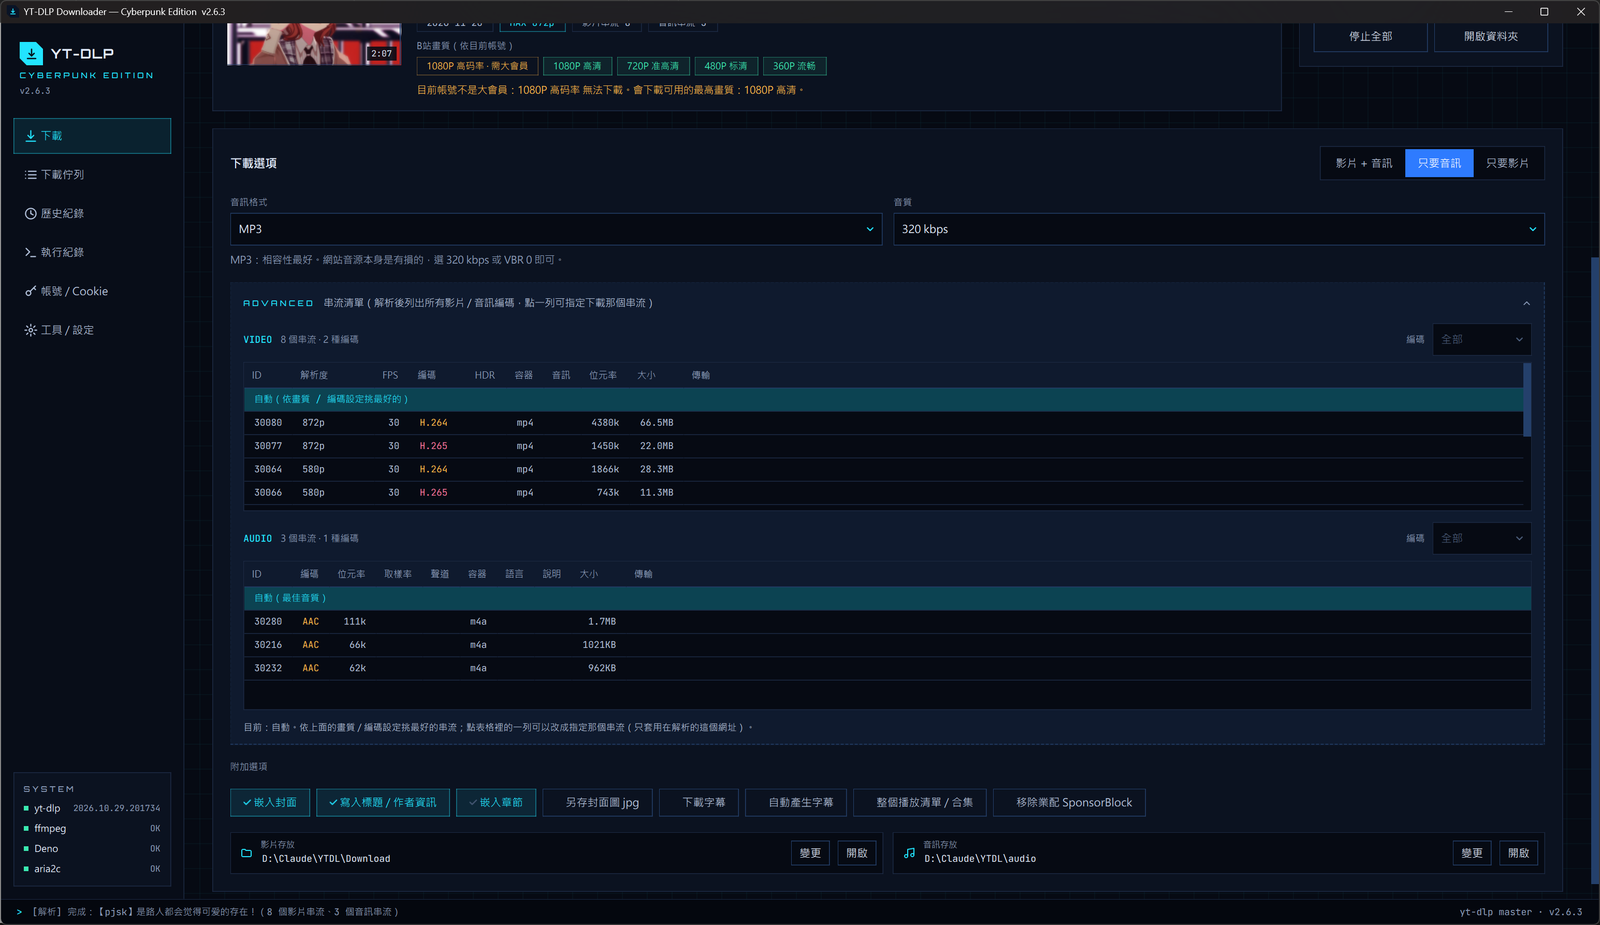 YT-DLP Downloader — Cyberpunk Edition v2.6.3
YT-DLP
CYBERPUNK EDITION
v2.6.3
下載
下載佇列
歷史紀錄
執行紀錄
帳號 / Cookie
工具 / 設定
SYSTEM
yt-dlp 2026.10.29.201734
ffmpeg OK
Deno OK
aria2c OK
2:07
B站畫質 ( 依目前帳號 )
1080P 高码率 · 需大會員
1080P 高清
720P 准高清
480P 标清
360P 流畅
目前帳號不是大會員：1080P 高码率 無法下載。會下載可用的最高畫質：1080P 高清。
停止全部
開啟資料夾
下載選項
影片 + 音訊
只要音訊
只要影片
音訊格式
MP3
音質
320 kbps
MP3：相容性最好。網站音源本身是有損的，選 320 kbps 或 VBR 0 即可。
ADVANCED 串流清單 ( 解析後列出所有影片 / 音訊編碼，點一列可指定下載那個串流 )
VIDEO 8 個串流 · 2 種編碼
編碼 全部
ID 解析度 FPS 編碼 HDR 容器 音訊 位元率 大小 傳輸
自動 ( 依畫質 / 編碼設定挑最好的 )
30080 872p 30 H.264 mp4 4380k 66.5MB
30077 872p 30 H.265 mp4 1450k 22.0MB
30064 580p 30 H.264 mp4 1866k 28.3MB
30066 580p 30 H.265 mp4 743k 11.3MB
AUDIO 3 個串流 · 1 種編碼
編碼 全部
ID 編碼 位元率 取樣率 聲道 容器 語言 說明 大小 傳輸
自動 ( 最佳音質 )
30280 AAC 111k m4a 1.7MB
30216 AAC 66k m4a 1021KB
30232 AAC 62k m4a 962KB
目前：自動。依上面的畫質 / 編碼設定挑最好的串流；點表格裡的一列可以改成指定那個串流 ( 只套用在解析的這個網址 ) 。
附加選項
嵌入封面
寫入標題 / 作者資訊
嵌入章節
另存封面圖 jpg
下載字幕
自動產生字幕
整個播放清單 / 合集
移除業配 SponsorBlock
影片存放
D:\Claude\YTDL\Download
變更
開啟
音訊存放
D:\Claude\YTDL\audio
變更
開啟
> [解析] 完成：【pjsk】是路人都会觉得可爱的存在！( 8 個影片串流、3 個音訊串流 )
yt-dlp master · v2.6.3